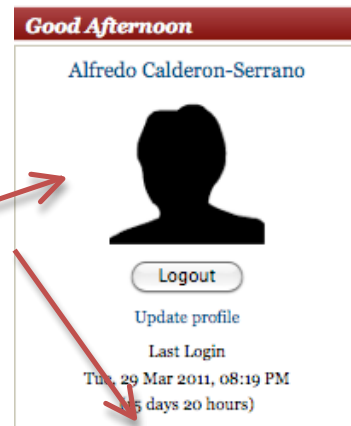 Good Afternoon
Alfredo Calderon-Serrano
Logout
Update profile
Last Login
Tue, 29 Mar 2011, 08:19 PM
days 20 hours)